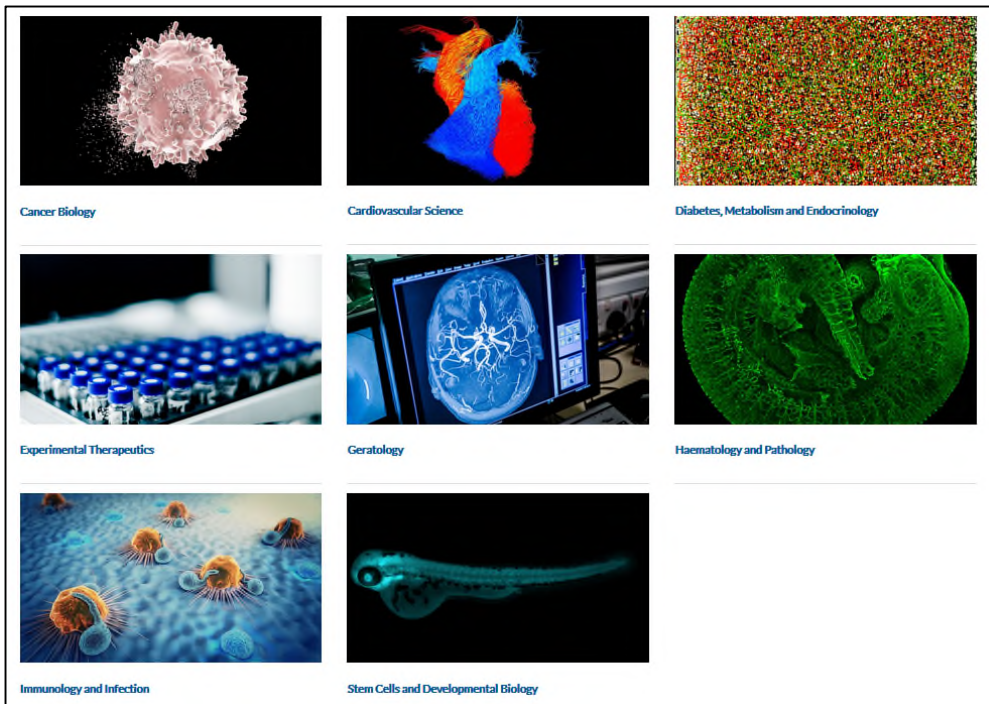 Cancer Biology
Cardiovascular Science
Diabetes, Metabolism and Endocrinology
Experimental Therapeutics
Geratology
Haematology and Pathology
Immunology and Infection
Stem Cells and Developmental Biology